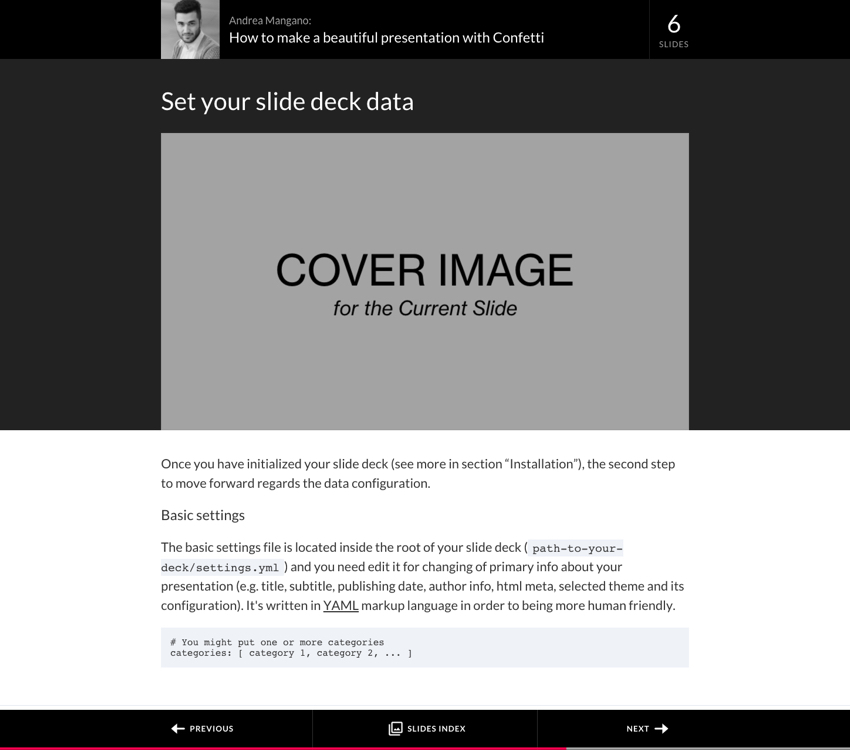 Andrea Mangano:
How to make a beautiful presentation with Confetti
6
SLIDES
Set your slide deck data
COVER IMAGE
for the Current Slide
Once you have initialized your slide deck (see more in section “Installation”), the second step
to move forward regards the data configuration.
Basic settings
The basic settings file is located inside the root of your slide deck ( path-to-your-
deck/settings.yml ) and you need edit it for changing of primary info about your
presentation (e.g. title, subtitle, publishing date, author info, html meta, selected theme and its
configuration). It's written in YAML markup language in order to being more human friendly.
# You might put one or more categories
categories: [ category 1, category 2, ... ]
PREVIOUS
SLIDES INDEX
NEXT